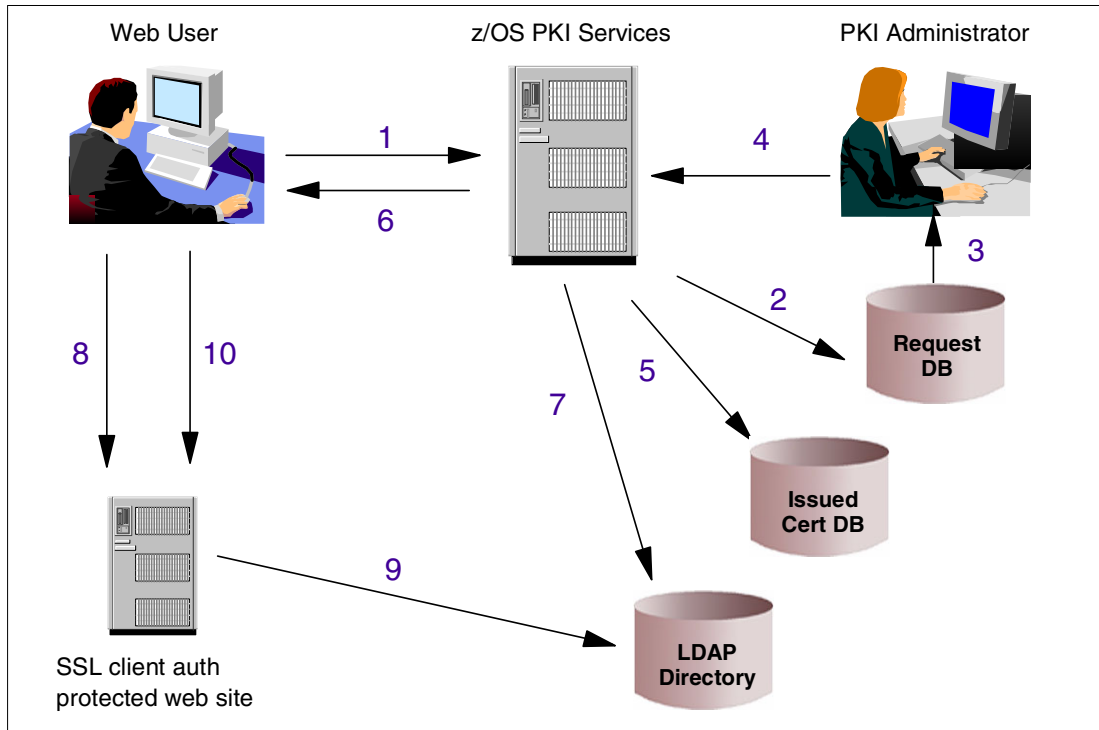 Web User
z/OS PKI Services
PKI Administrator
1
4
6
3
2
Request
DB
8
10
5
7
Issued
Cert DB
9
LDAP
Directory
SSL client auth
protected web site